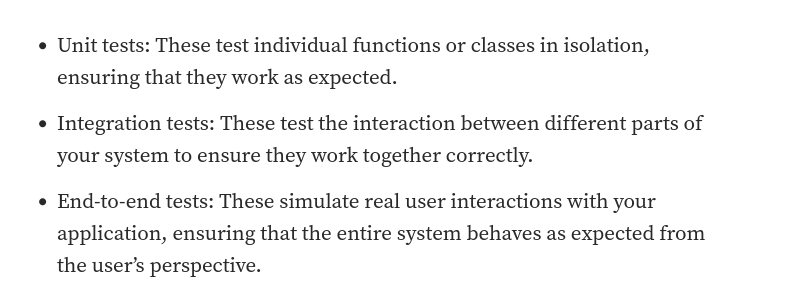 • Unit tests: These test individual functions or classes in isolation,
ensuring that they work as expected.
• Integration tests: These test the interaction between different parts of
your system to ensure they work together correctly.
• End-to-end tests: These simulate real user interactions with your
application, ensuring that the entire system behaves as expected from
the user’s perspective.